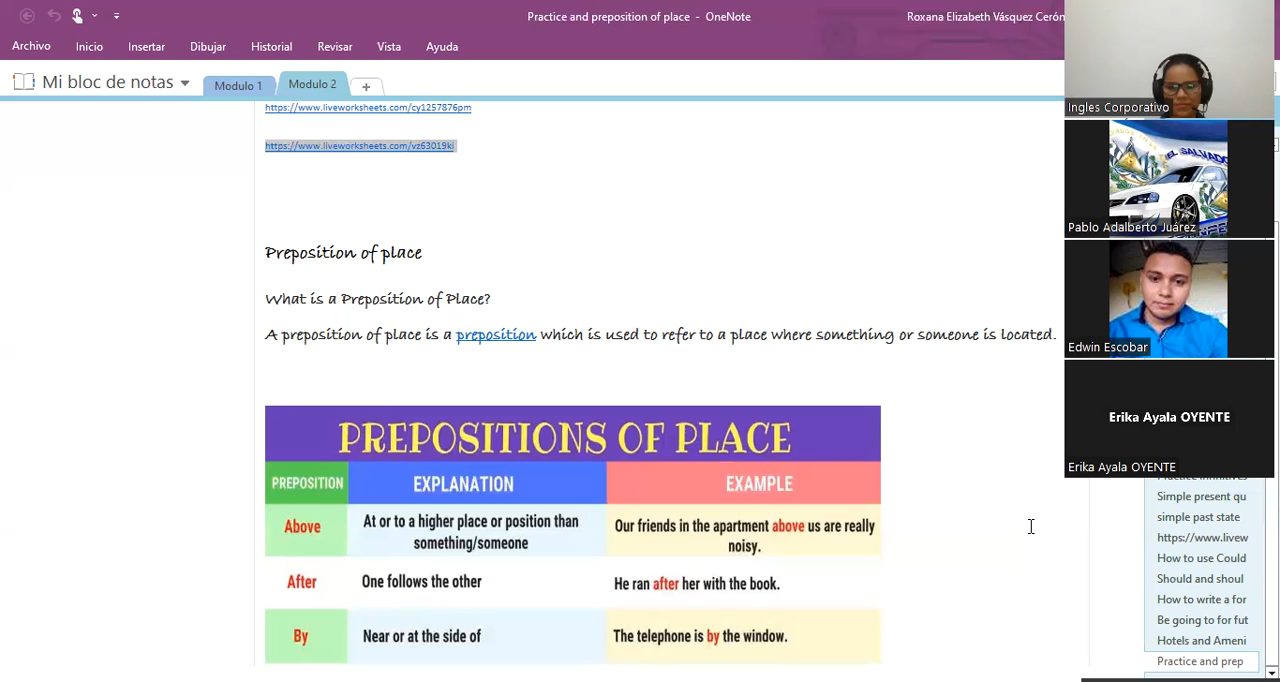 Practice and preposition of place - OneNote
Roxana Elizabeth Vásquez Cerón
Archivo Inicio Insertar Dibujar Historial Revisar Vista Ayuda
Mi bloc de notas Modulo 1 Modulo 2 +
https://www.liveworksheets.com/cy1257876pm
https://www.liveworksheets.com/vz63019ki
Preposition of place
What is a Preposition of Place?
A preposition of place is a preposition which is used to refer to a place where something or someone is located.
PREPOSITIONS OF PLACE
PREPOSITION EXPLANATION EXAMPLE
Above
At or to a higher place or position than
something/someone
Our friends in the apartment above us are really
noisy.
After One follows the other He ran after her with the book.
By Near or at the side of The telephone is by the window.
Ingles Corporativo
EL SALVADOR
Pablo Adalberto Juárez
Edwin Escobar
Erika Ayala OYENTE
Erika Ayala OYENTE
Simple present qu
simple past state
https://www.livew
How to use Could
Should and shoul
How to write a for
Be going to for fut
Hotels and Ameni
Practice and prep